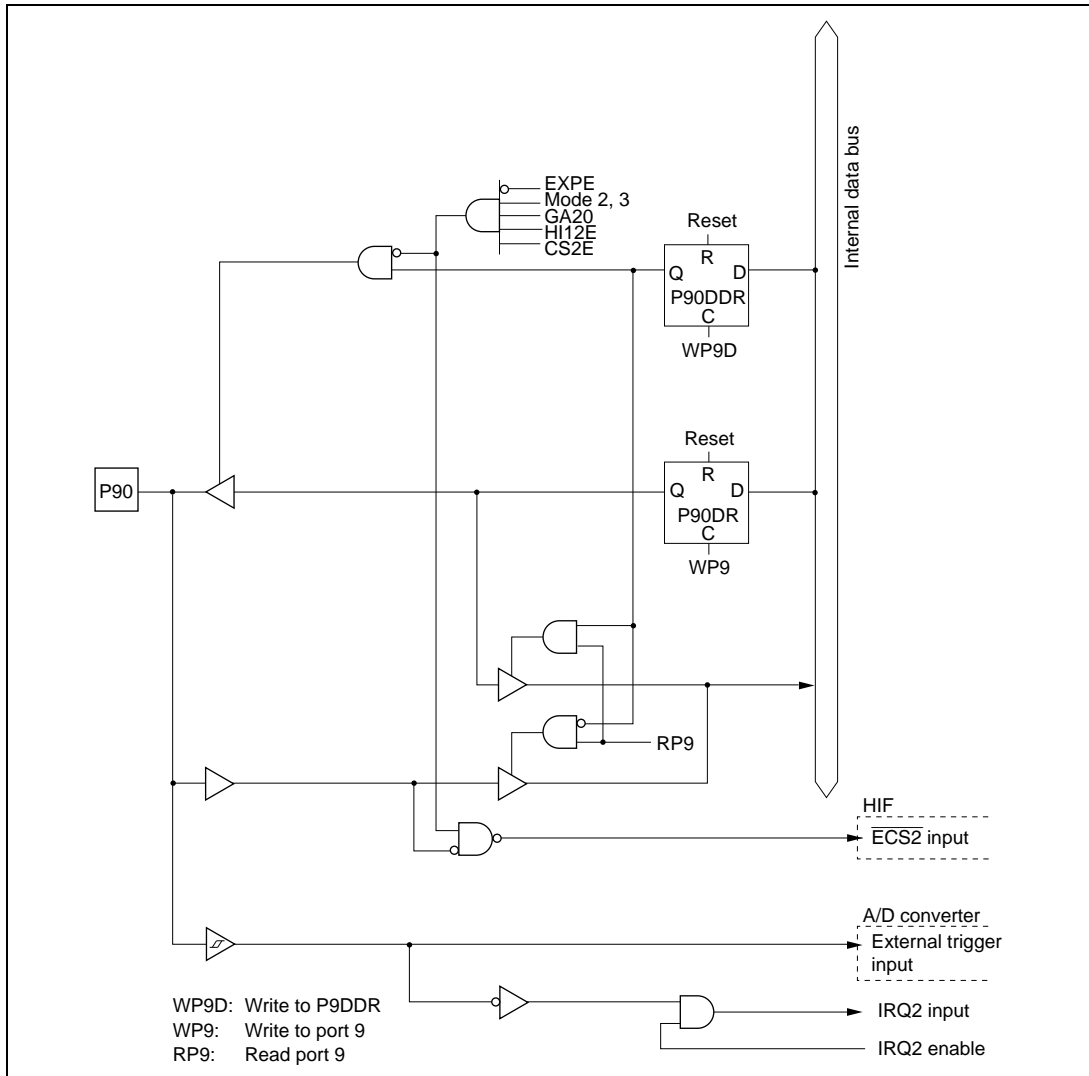 Internal data bus
EXPE
Mode 2, 3
GA20
HI12E
CS2E
Reset
R
Q
D
P90DDR
C
WP9D
Reset
R
P90
Q
D
P90DR
C
WP9
RP9
HIF
ECS2 input
A/D converter
External trigger
input
WP9D: Write to P9DDR
WP9: Write to port 9
RP9: Read port 9
IRQ2 input
IRQ2 enable